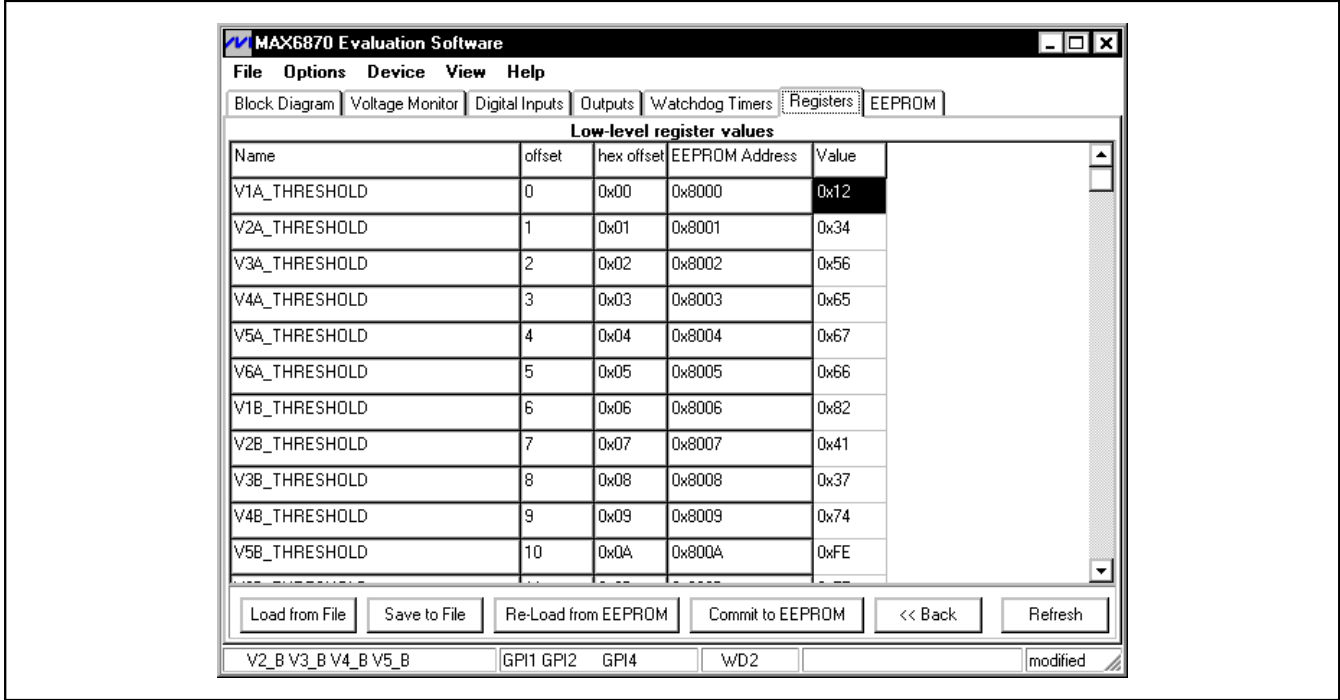 MAX6870 Evaluation Software
File Options Device View Help
Block Diagram Voltage Monitor Digital Inputs Outputs Watchdog Timers Registers EEPROM
Low-level register values
Name offset hex offset EEPROM Address Value
V1A_THRESHOLD 0 0x00 0x8000 0x12
V2A_THRESHOLD 1 0x01 0x8001 0x34
V3A_THRESHOLD 2 0x02 0x8002 0x56
V4A_THRESHOLD 3 0x03 0x8003 0x65
V5A_THRESHOLD 4 0x04 0x8004 0x67
V6A_THRESHOLD 5 0x05 0x8005 0x66
V1B_THRESHOLD 6 0x06 0x8006 0x82
V2B_THRESHOLD 7 0x07 0x8007 0x41
V3B_THRESHOLD 8 0x08 0x8008 0x37
V4B_THRESHOLD 9 0x09 0x8009 0x74
V5B_THRESHOLD 10 0x0A 0x800A 0xFE
Load from File Save to File Re-Load from EEPROM Commit to EEPROM << Back Refresh
V2_B V3_B V4_B V5_B GPI1 GPI2 GPI4 WD2 modified